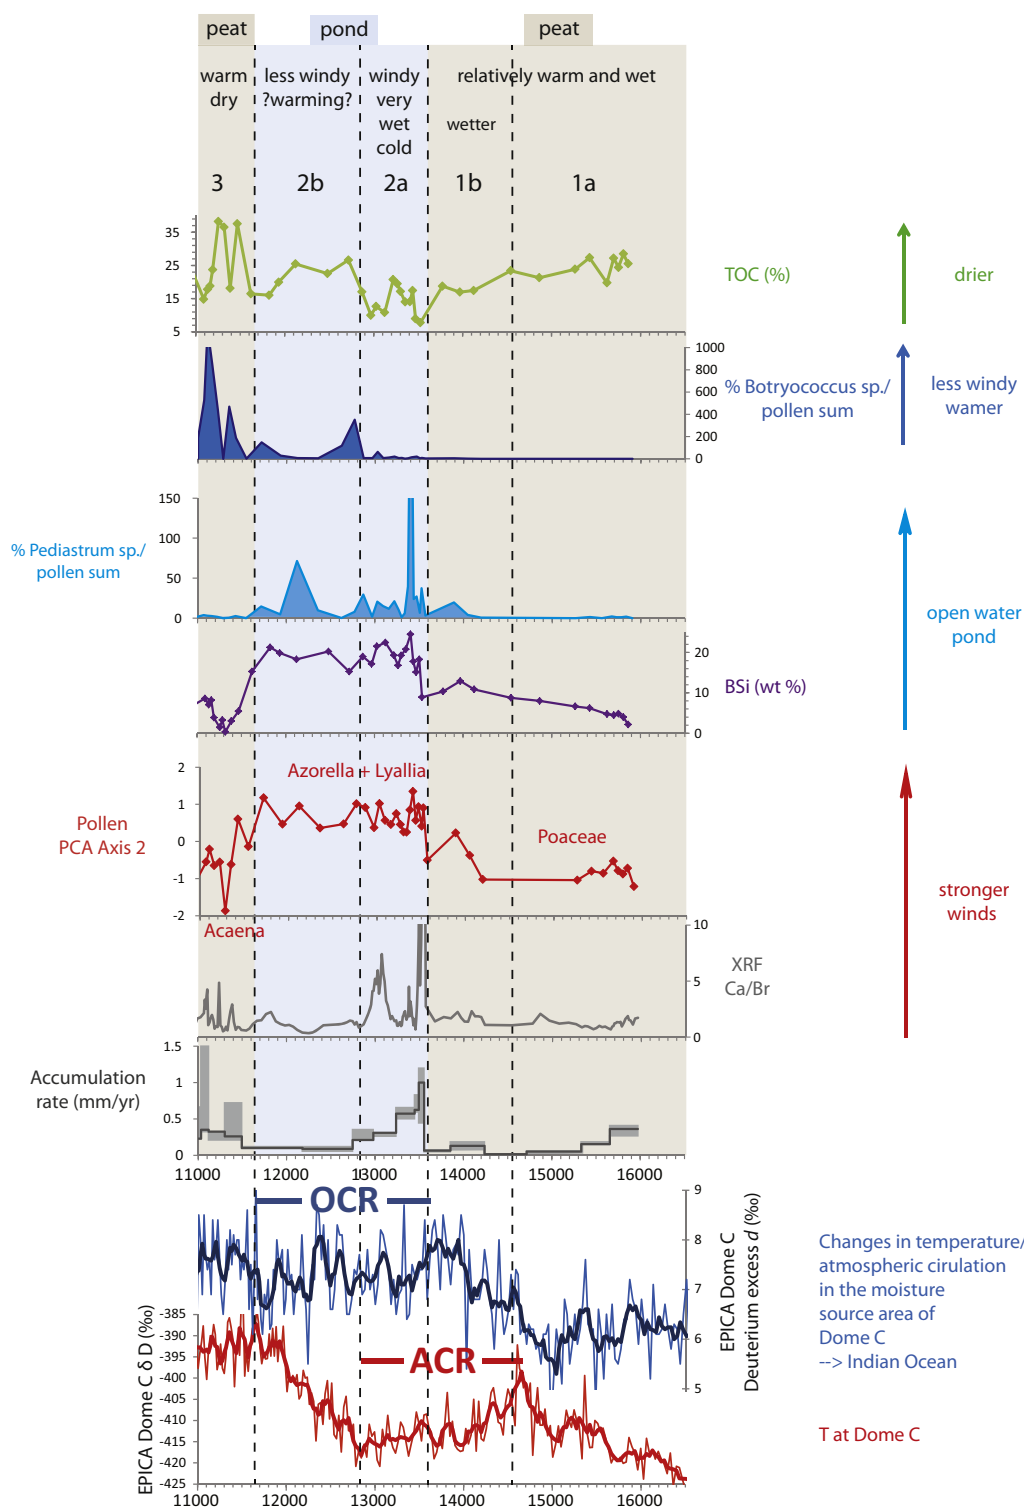 peat
pond
peat
warm
dry
less windy
?warming?
windy
very
wet
cold
relatively warm and wet
wetter
3
2b
2a
1b
1a
35
25
15
5
TOC (%)
drier
1000
800
600
400
200
0
% Botryococcus sp./
pollen sum
less windy
wamer
150
100
50
0
% Pediastrum sp./
pollen sum
open water
pond
20
10
0
BSi (wt %)
2
1
0
-1
-2
Pollen
PCA Axis 2
Azorella + Lyallia
Poaceae
Acaena
stronger
winds
10
5
0
XRF
Ca/Br
1.5
1
0.5
0
Accumulation
rate (mm/yr)
11000 12000 13000 14000 15000 16000
OCR
9
8
7
6
5
EPICA Dome C
Deuterium excess d (‰)
Changes in temperature/
atmospheric cirulation
in the moisture
source area of
Dome C
--> Indian Ocean
ACR
-385
-390
-395
-400
-410
-415
-425
EPICA Dome C δ D (‰)
T at Dome C
11000 12000 13000 14000 15000 16000